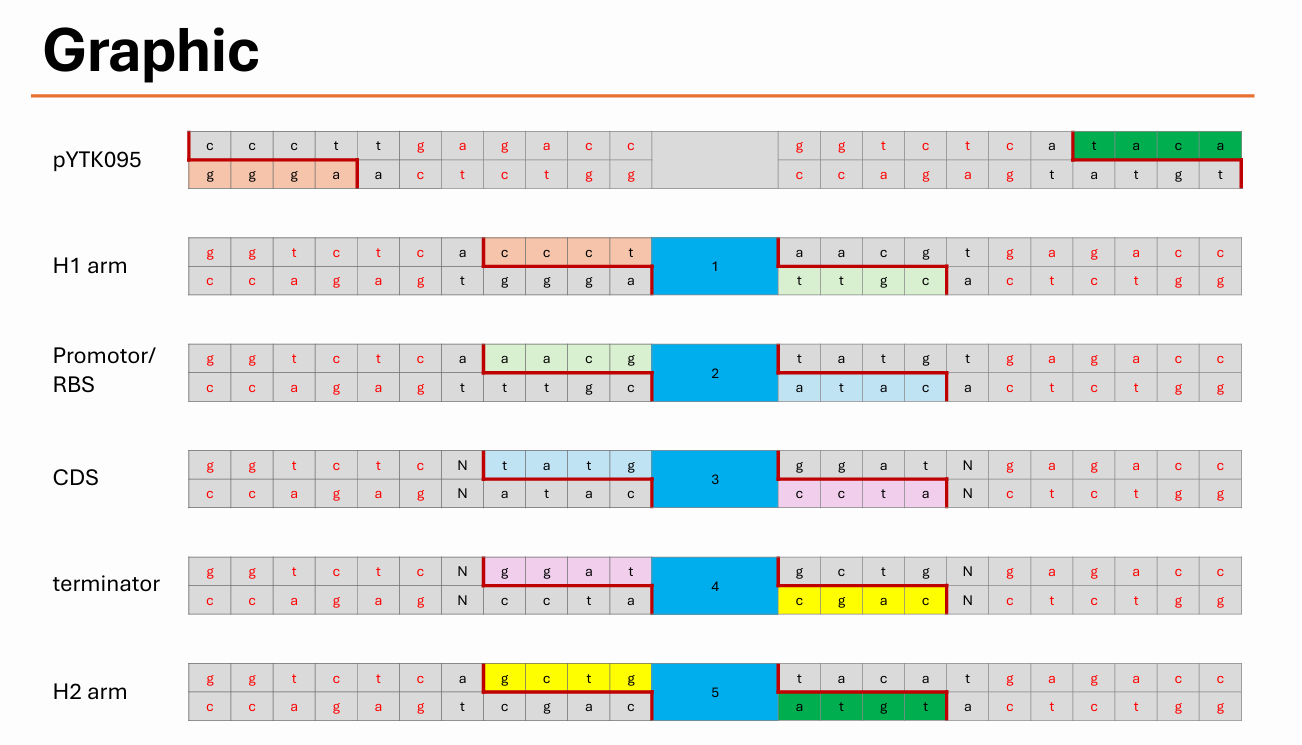 Graphic
pYTK095
c c c t t g a g a c c g g t c t c a t a c a
g g g a a c t c t g g c c a g a g t a t g t
H1 arm
g g t c t c a c c c t 1 a a c g t g a g a c c
c c a g a g t g g g a t t g c a c t c t g g
Promotor/
RBS
g g t c t c a a a c g 2 t a t g t g a g a c c
c c a g a g t t t g c a t a c a c t c t g g
CDS
g g t c t c N t a t g 3 g g a t N g a g a c c
c c a g a g N a t a c c c t a N c t c t g g
terminator
g g t c t c N g g a t 4 g c t g N g a g a c c
c c a g a g N c c t a c g a c N c t c t g g
H2 arm
g g t c t c a g c t g 5 t a c a t g a g a c c
c c a g a g t c g a c a t g t a c t c t g g